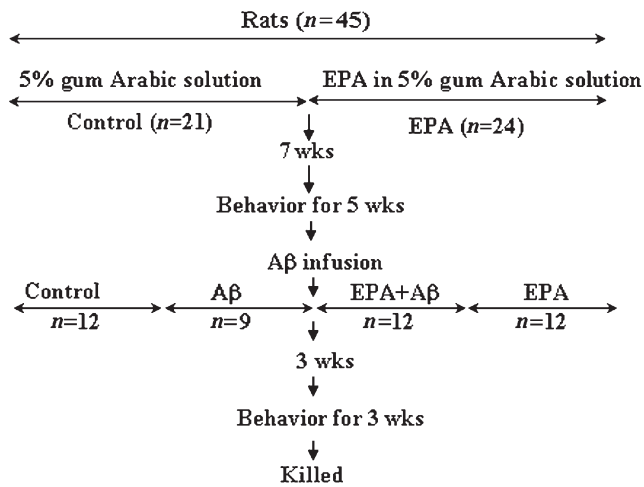 Rats (n=45)
5% gum Arabic solution EPA in 5% gum Arabic solution
Control (n=21) EPA (n=24)
7 wks
Behavior for 5 wks
Aβ infusion
Control Aβ EPA+Aβ EPA
n=12 n=9 n=12 n=12
3 wks
Behavior for 3 wks
Killed